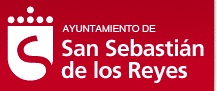 AYUNTAMIENTO DE
San Sebastián
de los Reyes